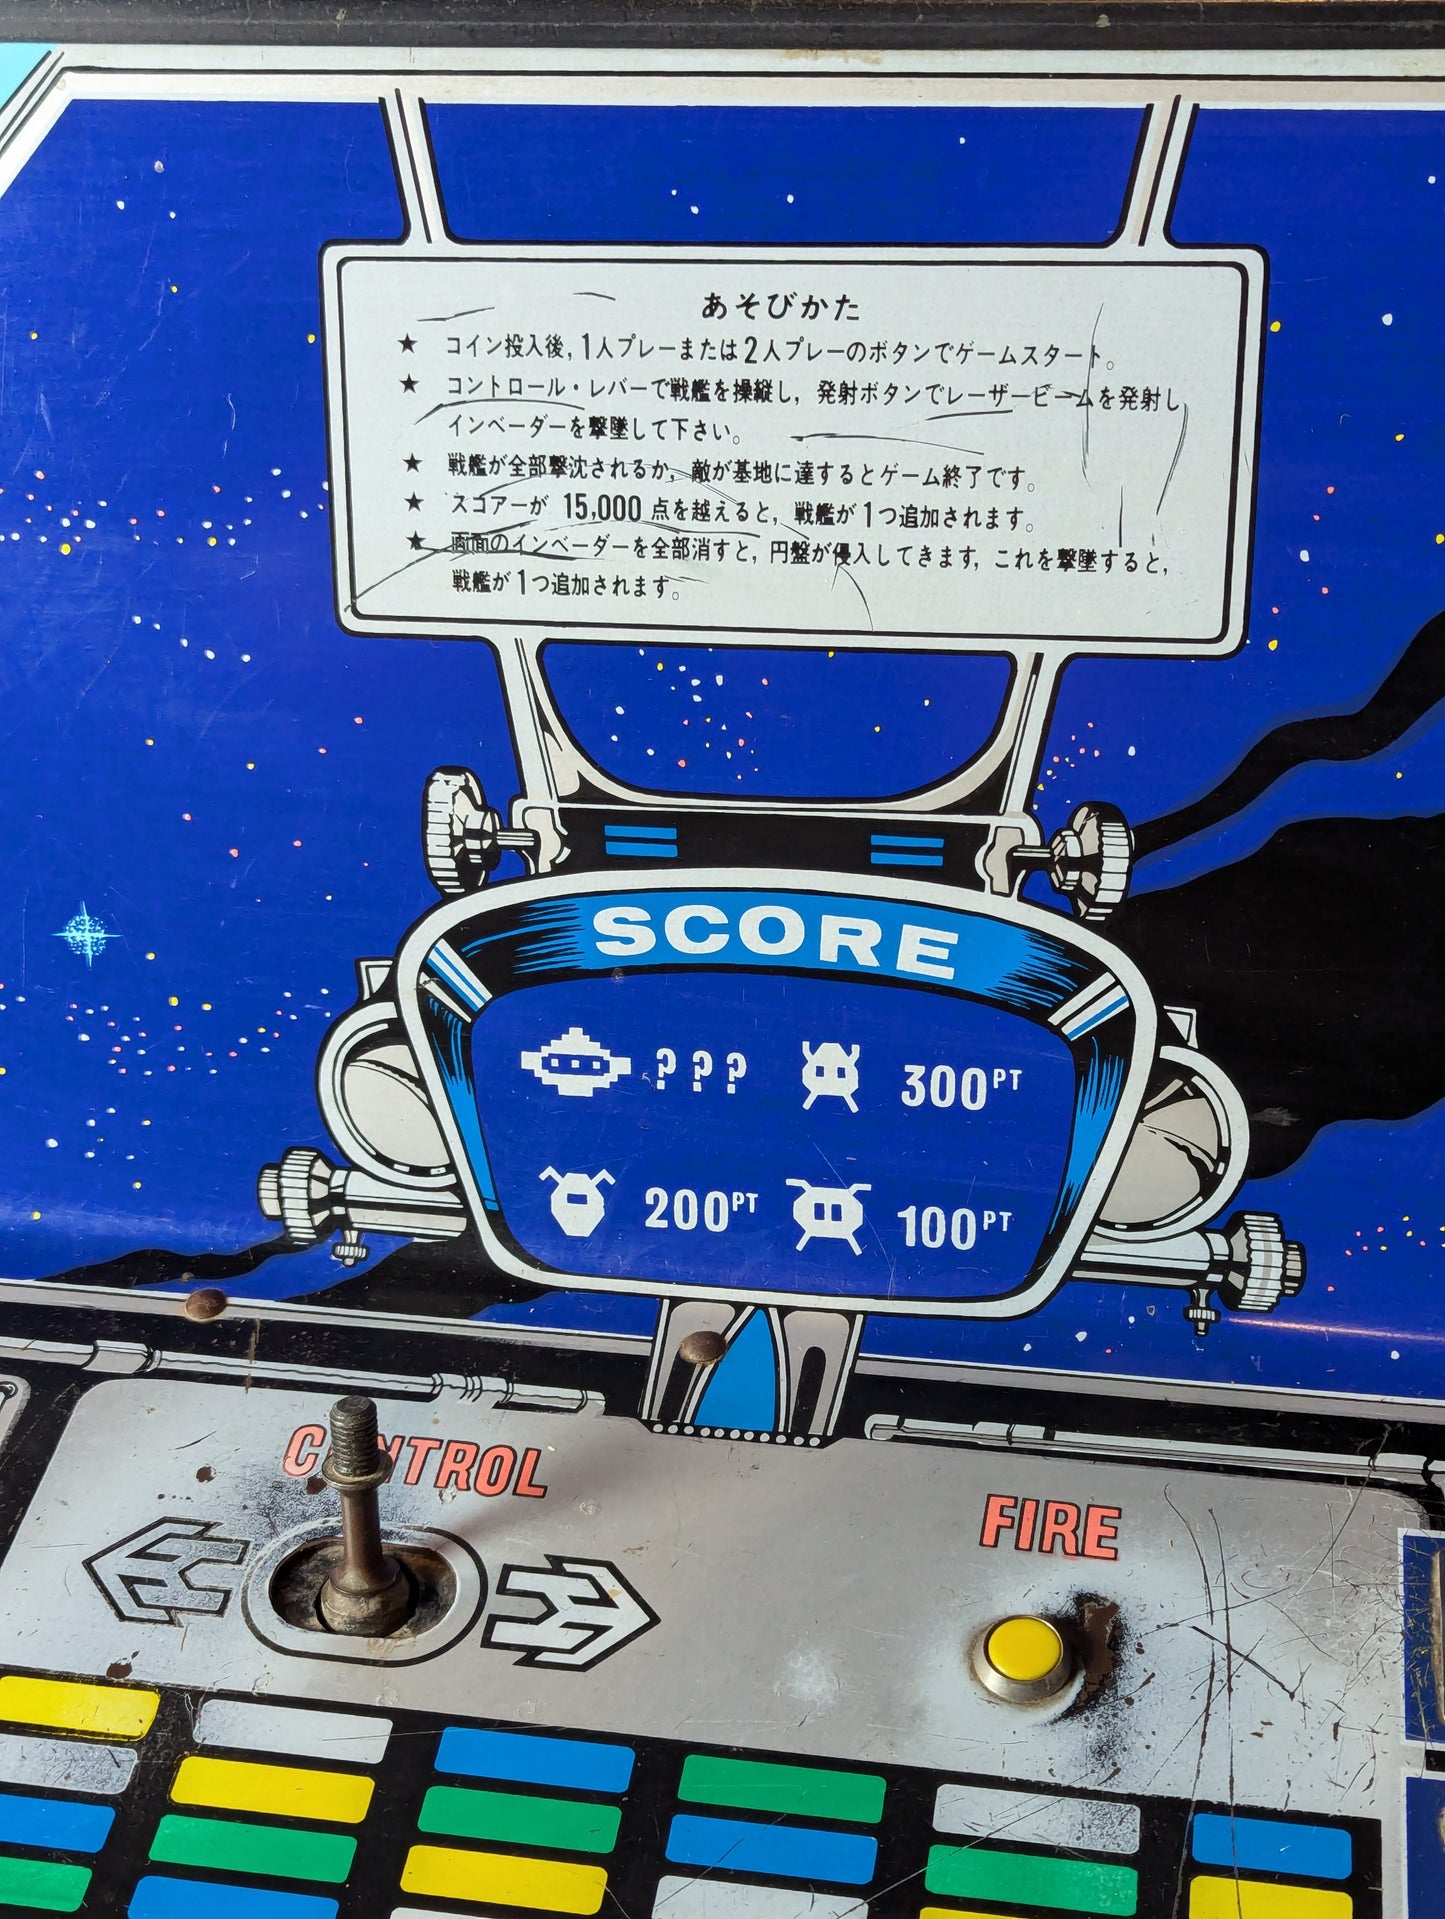 あそびかた
★ コイン投入後, 1人プレーまたは2人プレーのボタンでゲームスタート。
★ コントロール・レバーで戦艦を操縦し, 発射ボタンでレーザービームを発射し
インベーダーを撃墜して下さい。
★ 戦艦が全部撃沈されるか, 敵が基地に達するとゲーム終了です。
★ スコアーが 15,000 点を越えると, 戦艦が1つ追加されます。
★ 画面のインベーダーを全部消すと, 円盤が侵入してきます, これを撃墜すると,
戦艦が1つ追加されます。
SCORE
??? 300PT
200PT 100PT
CONTROL
FIRE